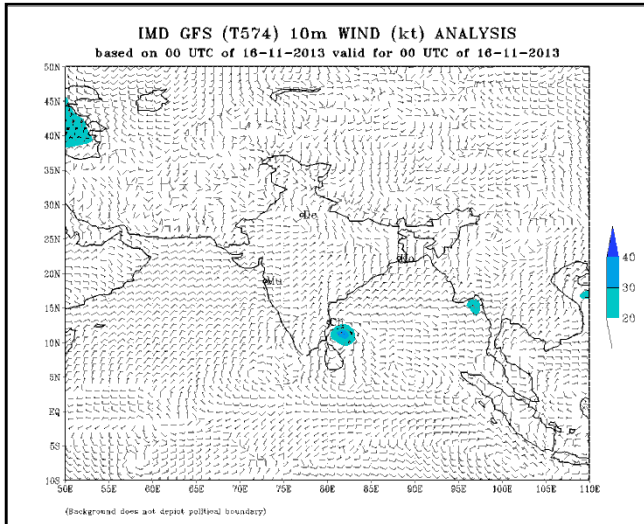 IMD GFS (T574) 10m WIND (kt) ANALYSIS
based on 00 UTC of 16-11-2013 valid for 00 UTC of 16-11-2013
50N
45N
40N
35N
30N
25N
20N
15N
10N
5N
EQ
5S
10S
De
Mu
40
30
20
50E 55E 60E 65E 70E 75E 80E 85E 90E 95E 100E 105E 110E
(Background does not depict political boundary)